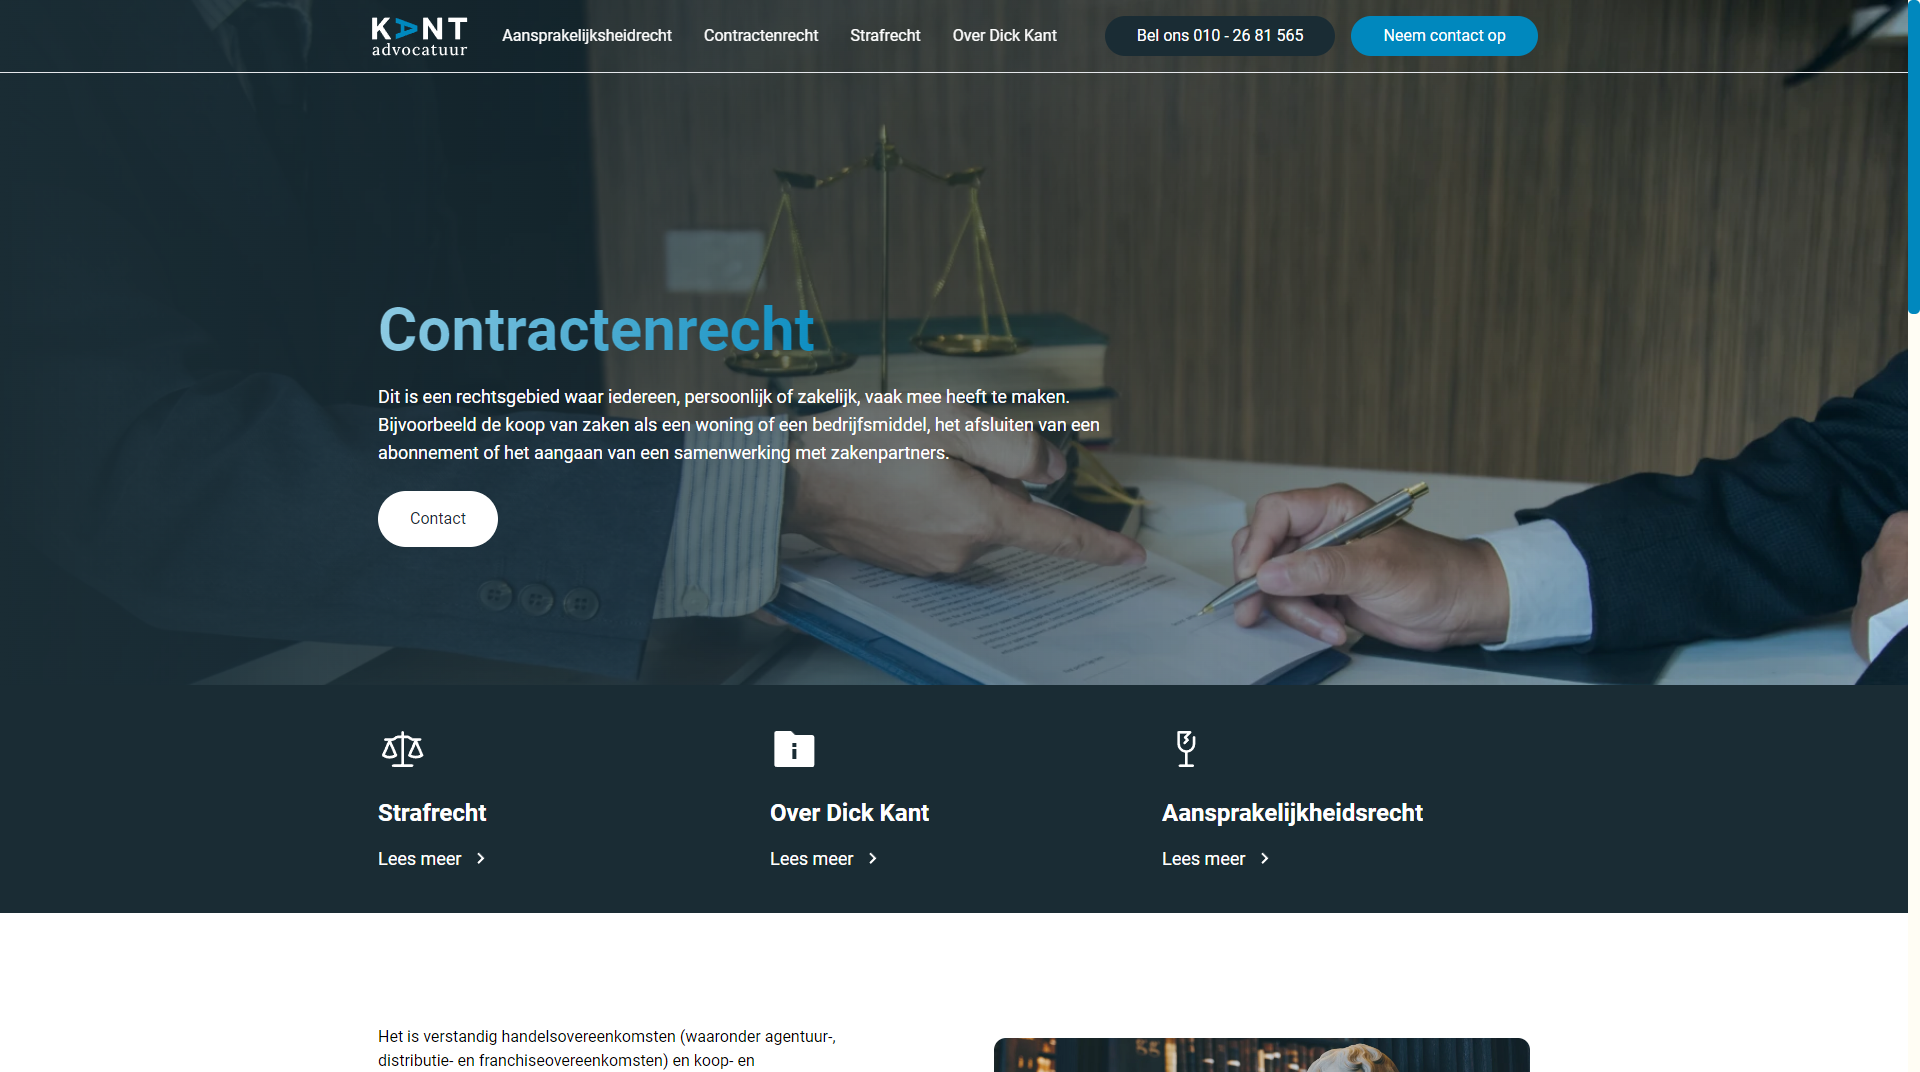 KANT
advocatuur
Aansprakelijksheidrecht
Contractenrecht
Strafrecht
Over Dick Kant
Bel ons 010 - 26 81 565
Neem contact op
Contractenrecht
Dit is een rechtsgebied waar iedereen, persoonlijk of zakelijk, vaak mee heeft te maken.
Bijvoorbeeld de koop van zaken als een woning of een bedrijfsmiddel, het afsluiten van een
abonnement of het aangaan van een samenwerking met zakenpartners.
Contact
Strafrecht
Lees meer
Over Dick Kant
Lees meer
Aansprakelijkheidsrecht
Lees meer
Het is verstandig handelsovereenkomsten (waaronder agentuur-,
distributie- en franchiseovereenkomsten) en koop- en